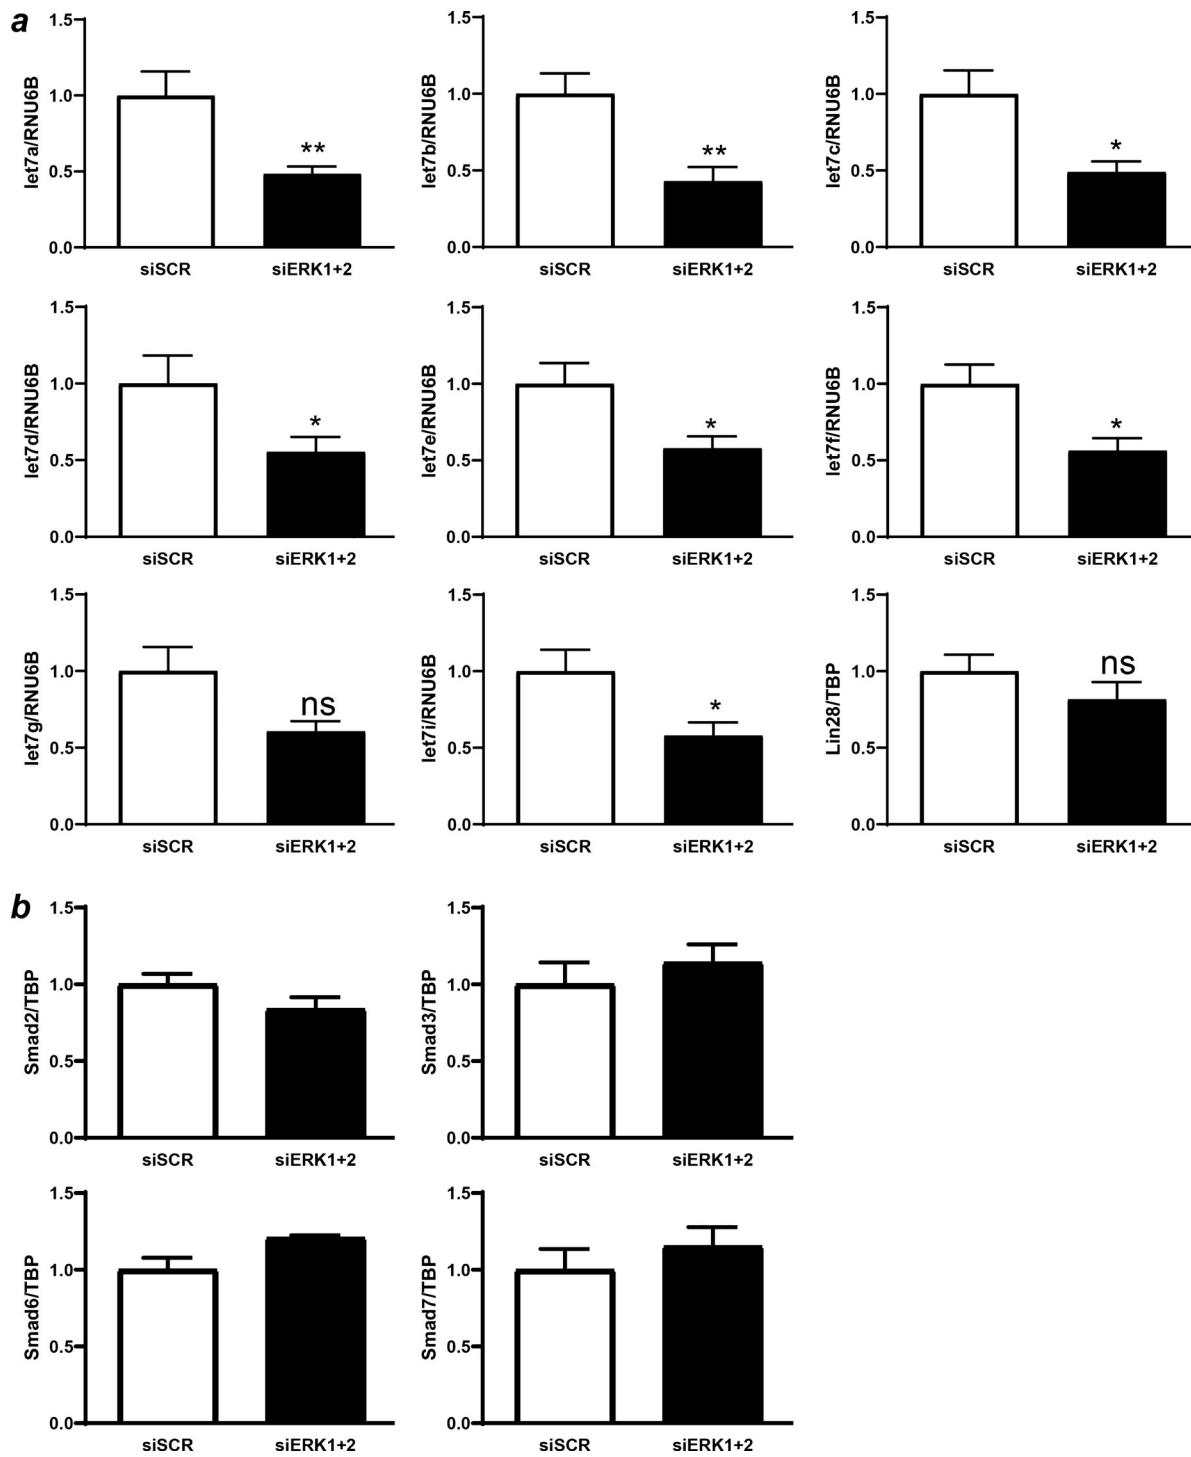 a
let7a/RNU6B
1.5
1.0
0.5
0.0
**
siSCR
siERK1+2
let7b/RNU6B
1.5
1.0
0.5
0.0
**
siSCR
siERK1+2
let7c/RNU6B
1.5
1.0
0.5
0.0
*
siSCR
siERK1+2
let7d/RNU6B
1.5
1.0
0.5
0.0
*
siSCR
siERK1+2
let7e/RNU6B
1.5
1.0
0.5
0.0
*
siSCR
siERK1+2
let7f/RNU6B
1.5
1.0
0.5
0.0
*
siSCR
siERK1+2
let7g/RNU6B
1.5
1.0
0.5
0.0
ns
siSCR
siERK1+2
let7i/RNU6B
1.5
1.0
0.5
0.0
*
siSCR
siERK1+2
Lin28/TBP
1.5
1.0
0.5
0.0
ns
siSCR
siERK1+2
b
Smad2/TBP
1.5
1.0
0.5
0.0
siSCR
siERK1+2
Smad3/TBP
1.5
1.0
0.5
0.0
siSCR
siERK1+2
Smad6/TBP
1.5
1.0
0.5
0.0
siSCR
siERK1+2
Smad7/TBP
1.5
1.0
0.5
0.0
siSCR
siERK1+2